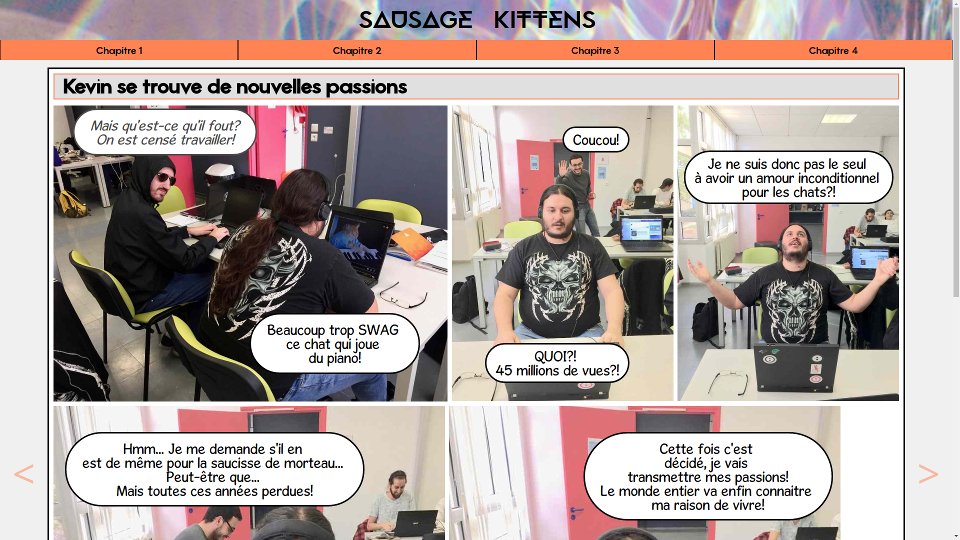 SAUSAGE KITTENS
Chapitre 1
Chapitre 2
Chapitre 3
Chapitre 4
Kevin se trouve de nouvelles passions
Mais qu'est-ce qu'il fout?
On est censé travailler!
Beaucoup trop SWAG
ce chat qui joue
du piano!
Coucou!
QUOI?!
45 millions de vues?!
Je ne suis donc pas le seul
à avoir un amour inconditionnel
pour les chats?!
Hmm... Je me demande s'il en
est de même pour la saucisse de morteau...
Peut-être que...
Mais toutes ces années perdues!
Cette fois c'est
décidé, je vais
transmettre mes passions!
Le monde entier va enfin connaitre
ma raison de vivre!
<
>